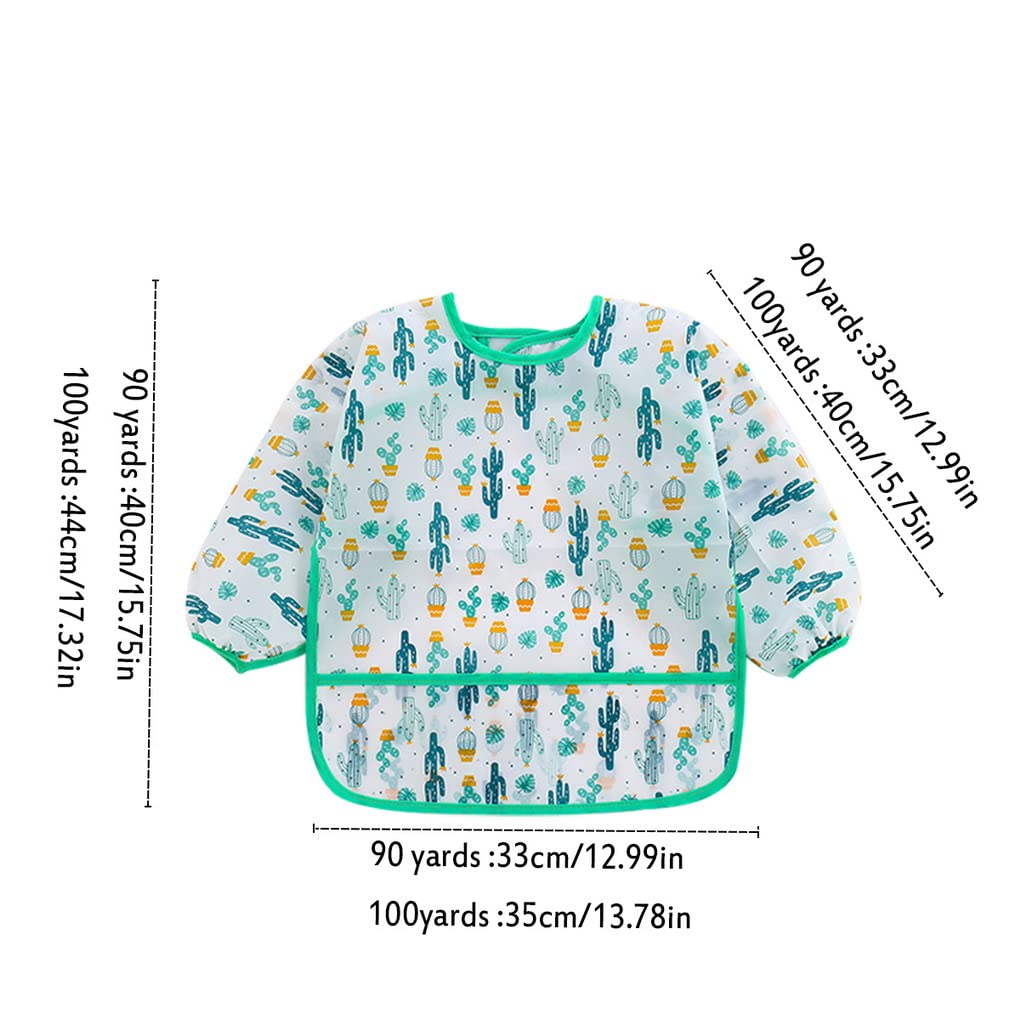 90 yards :40cm/15.75in
100yards :44cm/17.32in
90 yards :33cm/12.99in
100yards :40cm/15.75in
90 yards :33cm/12.99in
100yards :35cm/13.78in